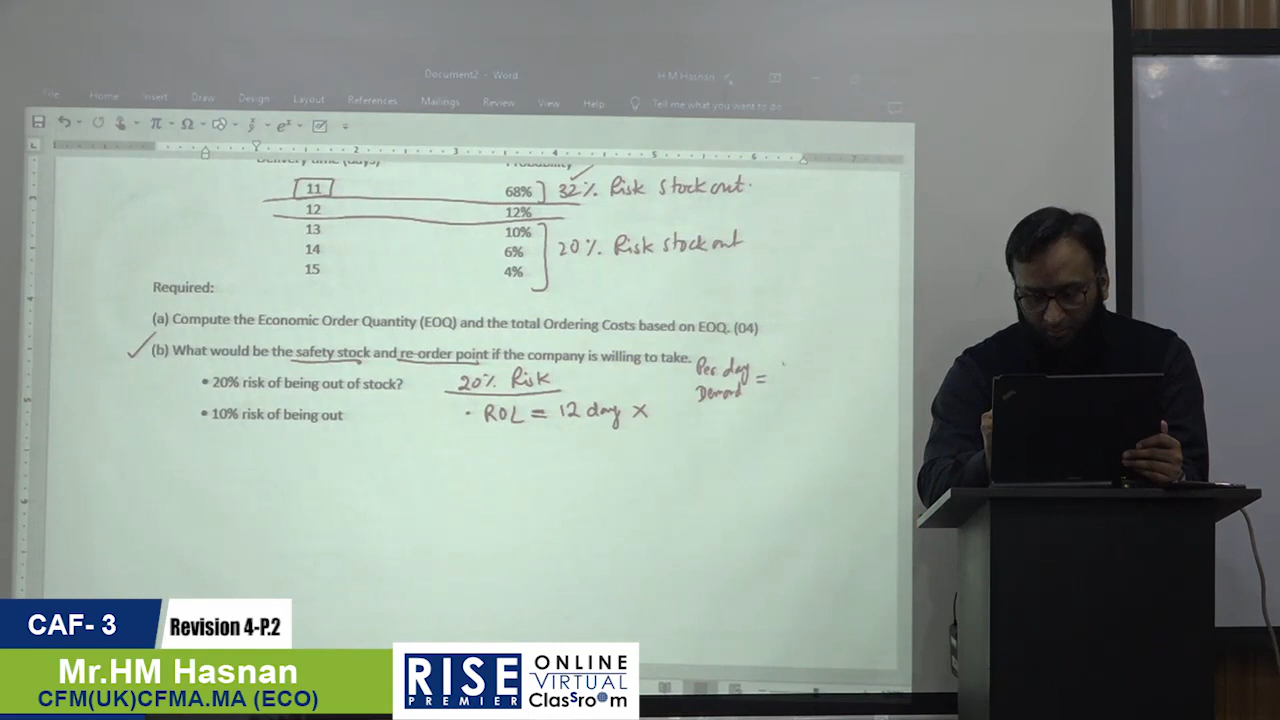 Document2 - Word
H M Hasnan
File Home Insert Draw Design Layout References Mailings Review View Help Tell me what you want to do
Delivery time (days) Probability
11 68% 32% Risk Stock out.
12 12%
13 10%
14 6% 20% Risk stock out
15 4%
Required:
(a) Compute the Economic Order Quantity (EOQ) and the total Ordering Costs based on EOQ. (04)
(b) What would be the safety stock and re-order point if the company is willing to take.
• 20% risk of being out of stock?
• 10% risk of being out
20% Risk
- ROL = 12 day ×
Per day
Demand =
CAF- 3
Revision 4-P.2
Mr.HM Hasnan
CFM(UK)CFMA.MA (ECO)
RISE
PREMIER
ONLINE
VIRTUAL
Classroom